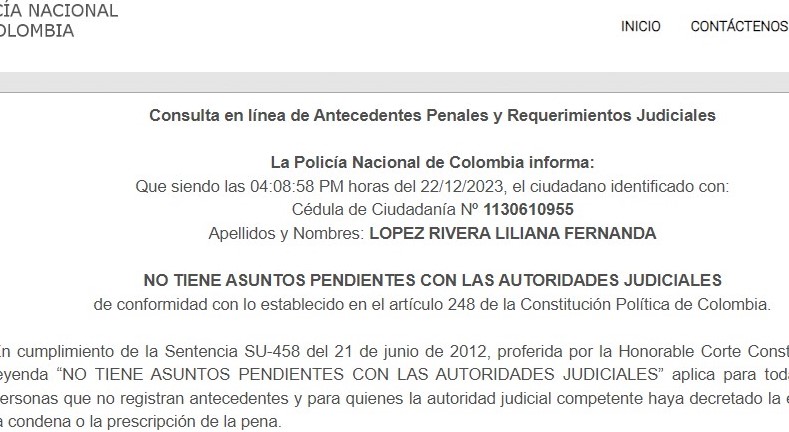 CÍA NACIONAL
OLOMBIA
INICIO CONTÁCTENOS
Consulta en línea de Antecedentes Penales y Requerimientos Judiciales
La Policía Nacional de Colombia informa:
Que siendo las 04:08:58 PM horas del 22/12/2023, el ciudadano identificado con:
Cédula de Ciudadanía Nº 1130610955
Apellidos y Nombres: LOPEZ RIVERA LILIANA FERNANDA
NO TIENE ASUNTOS PENDIENTES CON LAS AUTORIDADES JUDICIALES
de conformidad con lo establecido en el artículo 248 de la Constitución Política de Colombia.
En cumplimiento de la Sentencia SU-458 del 21 de junio de 2012, proferida por la Honorable Corte Const
eyenda “NO TIENE ASUNTOS PENDIENTES CON LAS AUTORIDADES JUDICIALES” aplica para toda
ersonas que no registran antecedentes y para quienes la autoridad judicial competente haya decretado la e
a condena o la prescripción de la pena.